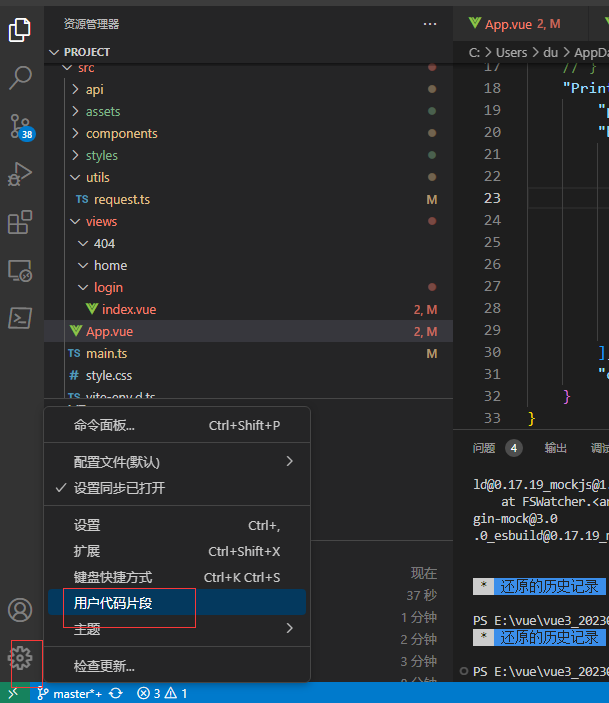 资源管理器
PROJECT
src
api
assets
components
styles
utils
TS request.ts M
views
404
home
login
index.vue 2, M
App.vue 2, M
TS main.ts M
# style.css
TS vite-env.d.ts
38
命令面板... Ctrl+Shift+P
配置文件(默认)
设置同步已打开
设置 Ctrl+,
扩展 Ctrl+Shift+X
键盘快捷方式 Ctrl+K Ctrl+S
用户代码片段
主题
检查更新...
现在
37 秒
1 分钟
2 分钟
3 分钟
master*+ 3 1
App.vue 2, M
C: > Users > du > AppDa
17 // }
18 "Print
19 "p
20
21
22
23
24
25
26
27
28
29
30 ]
31
32 }
33 }
问题 4 输出 调试
ld@0.17.19_mockjs@1.
at FSWatcher.<an
gin-mock@3.0
.0_esbuild@0.17.19_m
* 还原的历史记录
PS E:\vue\vue3_20230
* 还原的历史记录
PS E:\vue\vue3_20230